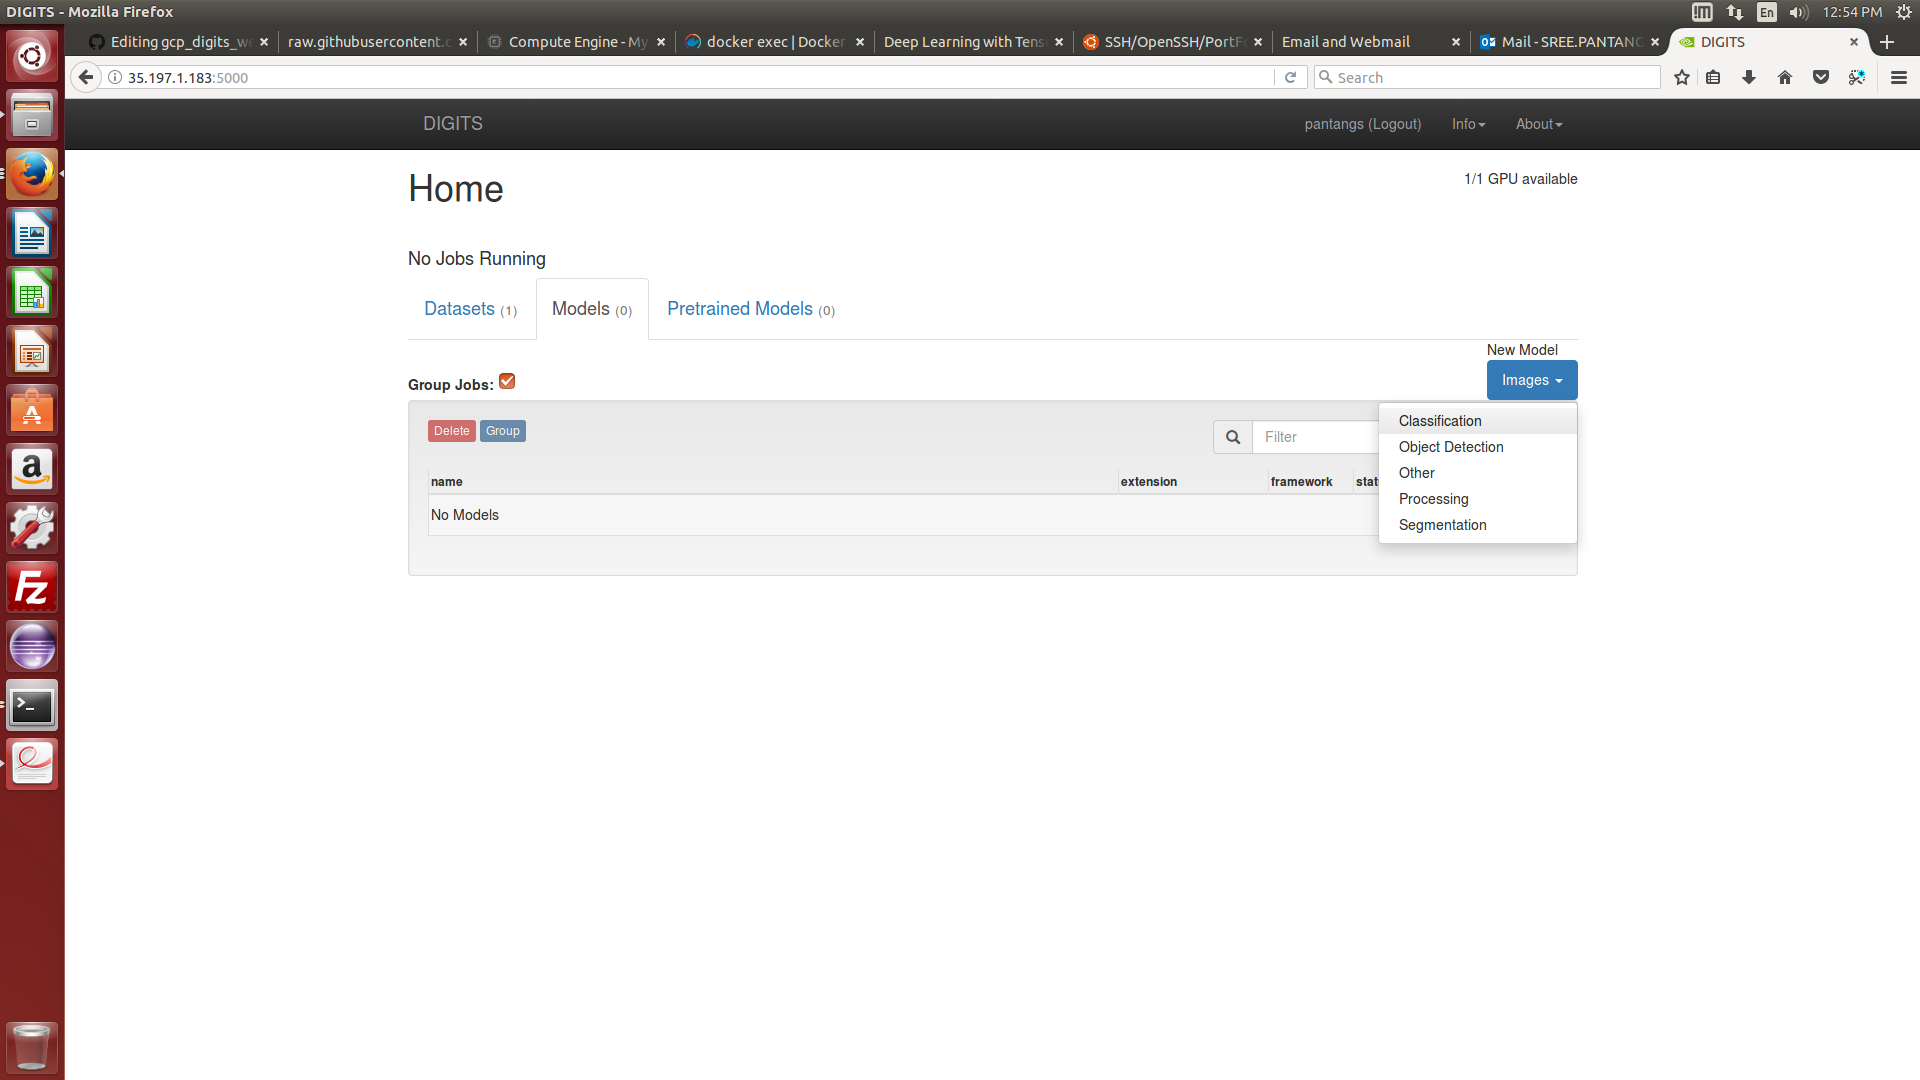 DIGITS - Mozilla Firefox
En
12:54 PM
Editing gcp_digits_w
raw.githubusercontent.c
Compute Engine - My
docker exec | Docker
Deep Learning with Tens
SSH/OpenSSH/PortF
Email and Webmail
Mail - SREE.PANTANG
DIGITS
35.197.1.183:5000
Search
DIGITS
pantangs (Logout)
Info
About
Home
1/1 GPU available
No Jobs Running
Datasets (1)
Models (0)
Pretrained Models (0)
New Model
Images
Group Jobs:
Delete
Group
Filter
Classification
Object Detection
Other
Processing
Segmentation
name
extension
framework
stat
No Models